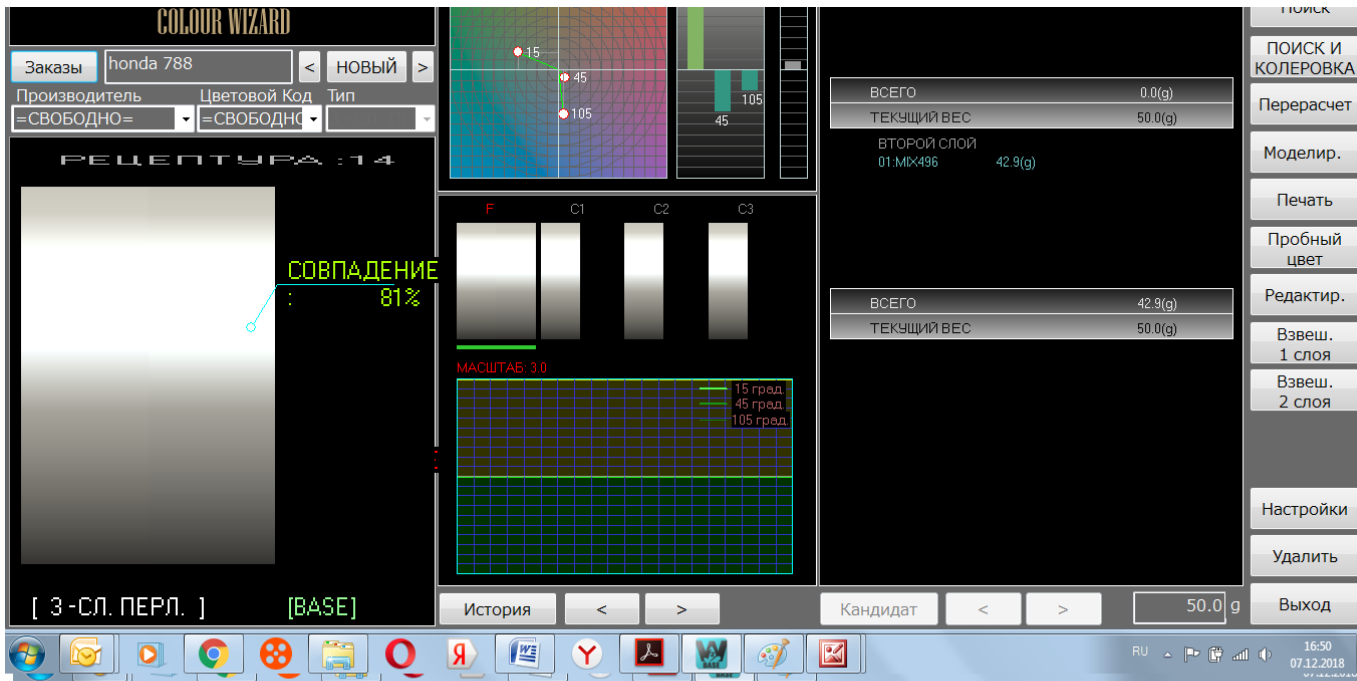 COLOUR WIZARD
Заказы
honda 788
<
НОВЫЙ
>
Производитель
Цветовой Код
Тип
=СВОБОДНО=
=СВОБОДНО
РЕЦЕПТУРА :14
СОВПАДЕНИЕ
: 81%
[ 3-СЛ. ПЕРЛ. ]
[BASE]
15
45
105
105
45
F
C1
C2
C3
МАСШТАБ: 3.0
15 град.
45 град.
105 град.
История
<
>
ВСЕГО 0.0(g)
ТЕКУЩИЙ ВЕС 50.0(g)
ВТОРОЙ СЛОЙ
01:MIX496 42.9(g)
ВСЕГО 42.9(g)
ТЕКУЩИЙ ВЕС 50.0(g)
Кандидат
<
>
50.0 g
Поиск
ПОИСК И
КОЛЕРОВКА
Перерасчет
Моделир.
Печать
Пробный
цвет
Редактир.
Взвеш.
1 слоя
Взвеш.
2 слоя
Настройки
Удалить
Выход
BASE
RU
16:50
07.12.2018